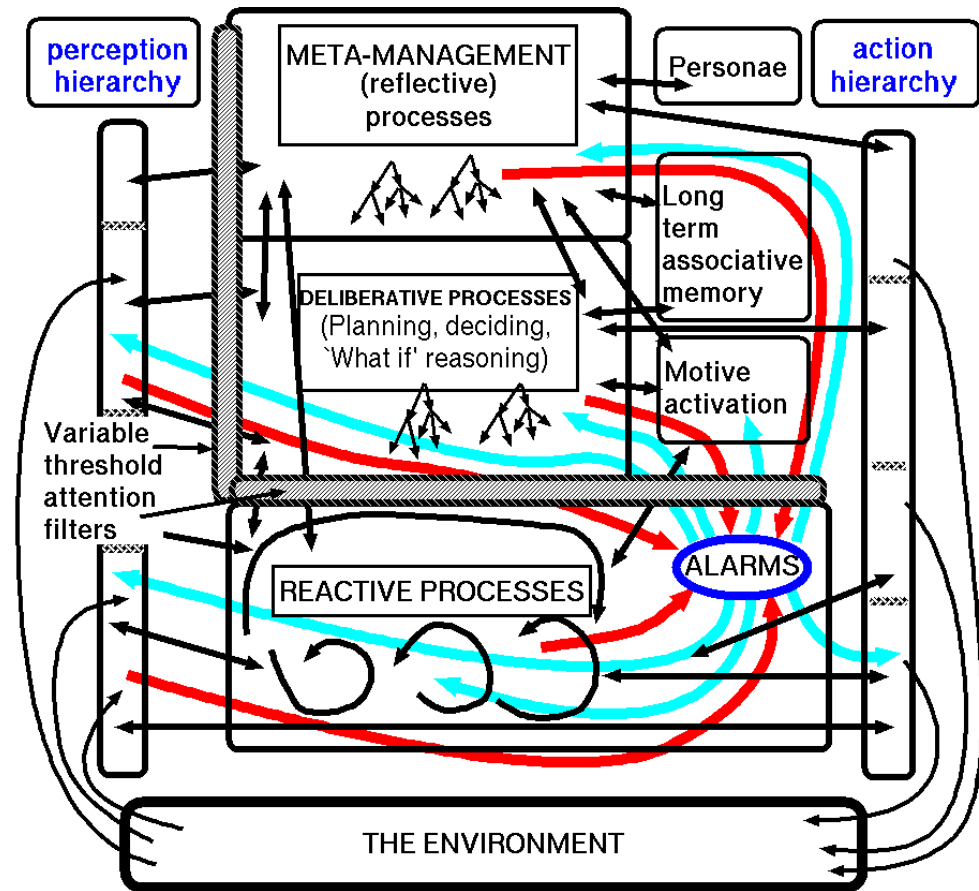 perception
hierarchy
META-MANAGEMENT
(reflective)
processes
Personae
action
hierarchy
Long
term
associative
memory
DELIBERATIVE PROCESSES
(Planning, deciding,
`What if' reasoning)
Motive
activation
Variable
threshold
attention
filters
ALARMS
REACTIVE PROCESSES
THE ENVIRONMENT